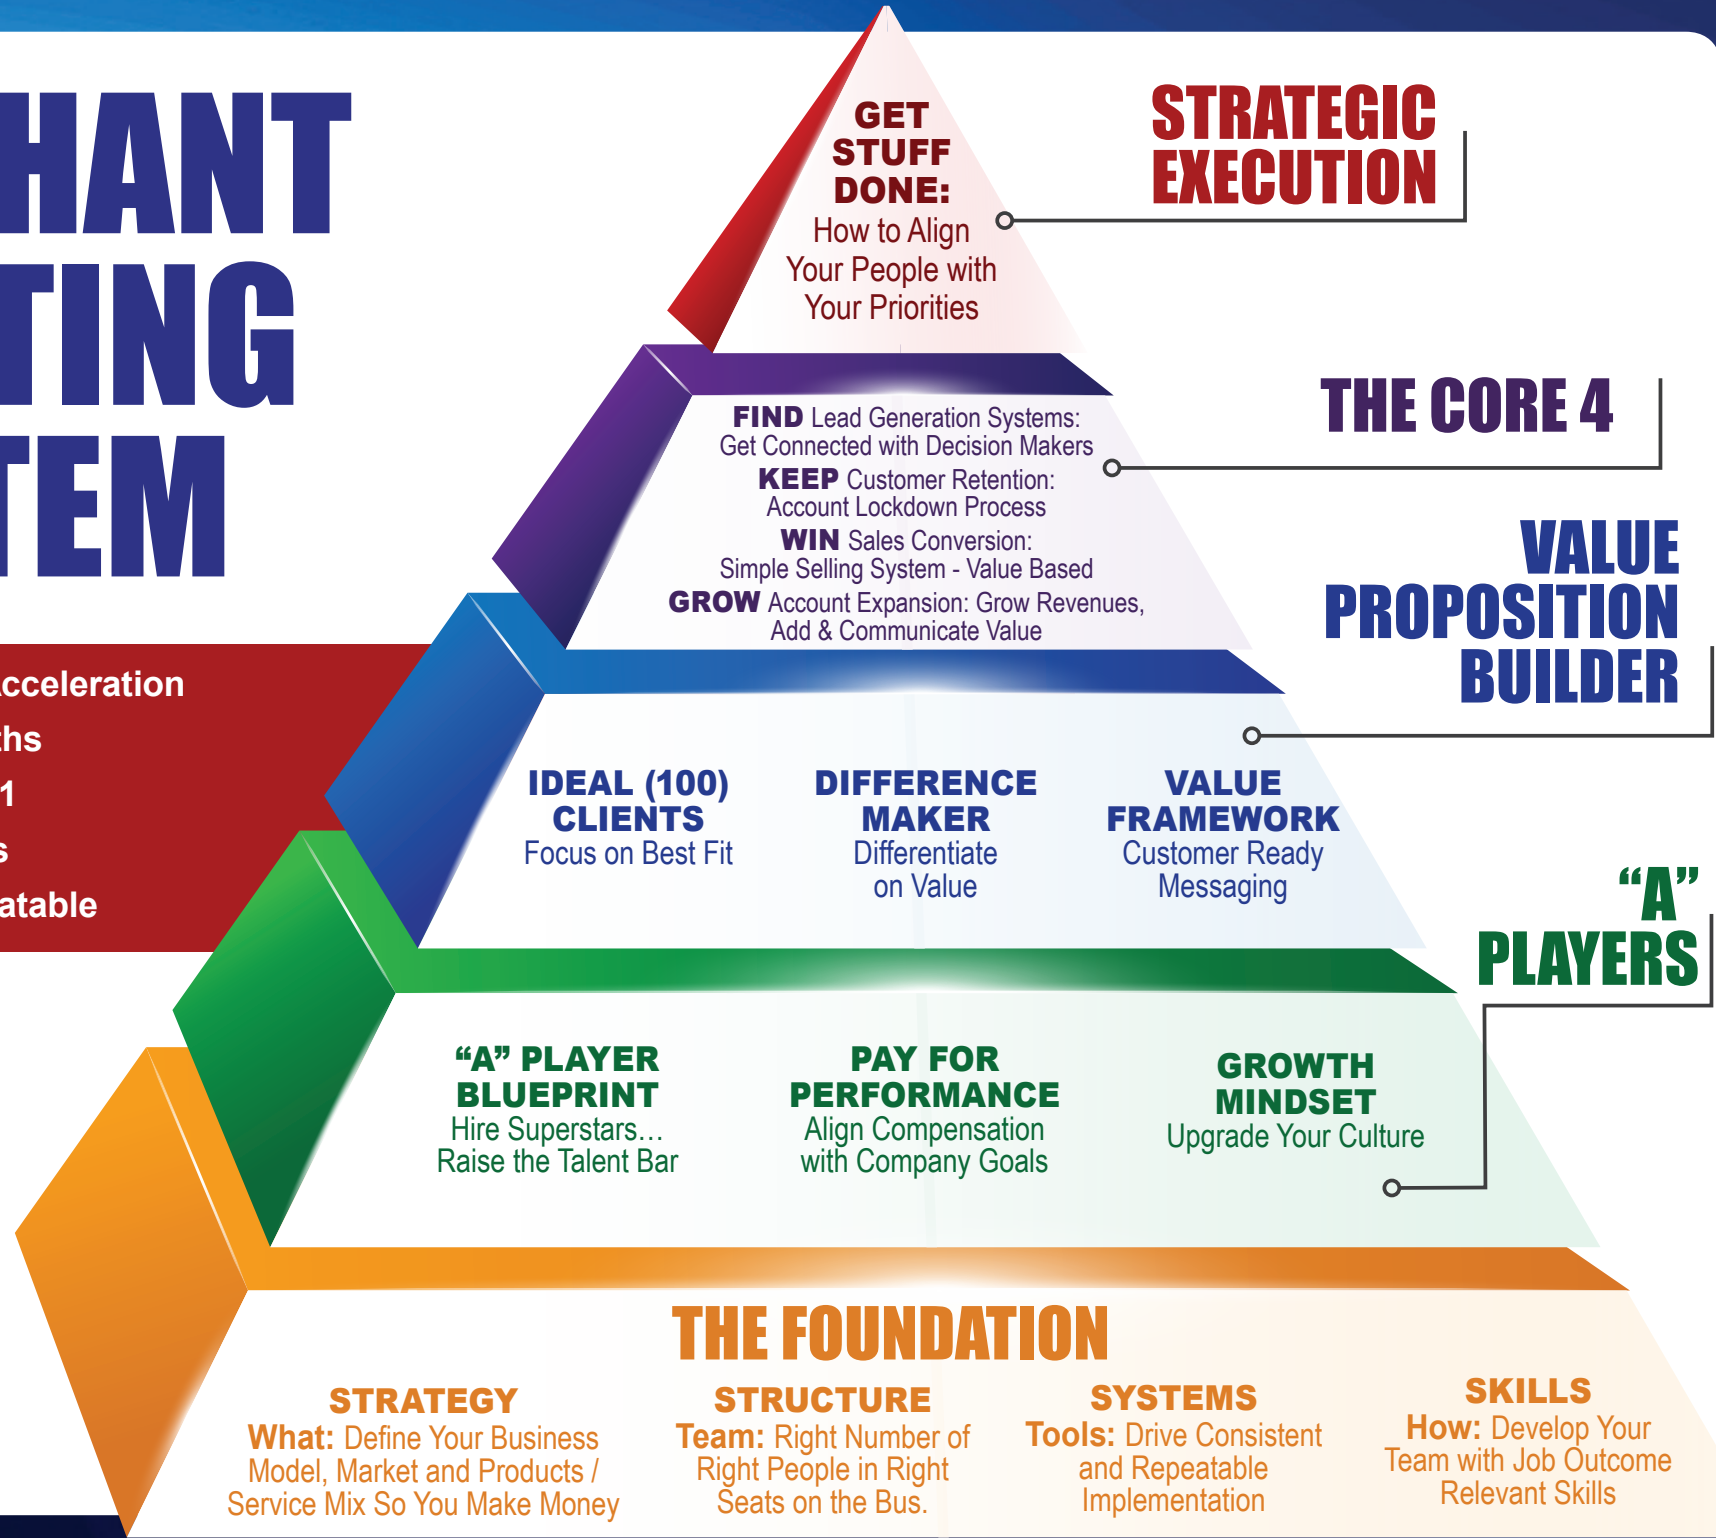 HANT
TING
TEM
cceleration
ths
1
s
atable
GET
STUFF
DONE:
How to Align
Your People with
Your Priorities
STRATEGIC
EXECUTION
FIND Lead Generation Systems:
Get Connected with Decision Makers
KEEP Customer Retention:
Account Lockdown Process
WIN Sales Conversion:
Simple Selling System - Value Based
GROW Account Expansion: Grow Revenues,
Add & Communicate Value
THE CORE 4
IDEAL (100)
CLIENTS
Focus on Best Fit
DIFFERENCE
MAKER
Differentiate
on Value
VALUE
FRAMEWORK
Customer Ready
Messaging
VALUE
PROPOSITION
BUILDER
“A” PLAYER
BLUEPRINT
Hire Superstars…
Raise the Talent Bar
PAY FOR
PERFORMANCE
Align Compensation
with Company Goals
GROWTH
MINDSET
Upgrade Your Culture
“A”
PLAYERS
THE FOUNDATION
STRATEGY
What: Define Your Business
Model, Market and Products /
Service Mix So You Make Money
STRUCTURE
Team: Right Number of
Right People in Right
Seats on the Bus.
SYSTEMS
Tools: Drive Consistent
and Repeatable
Implementation
SKILLS
How: Develop Your
Team with Job Outcome
Relevant Skills